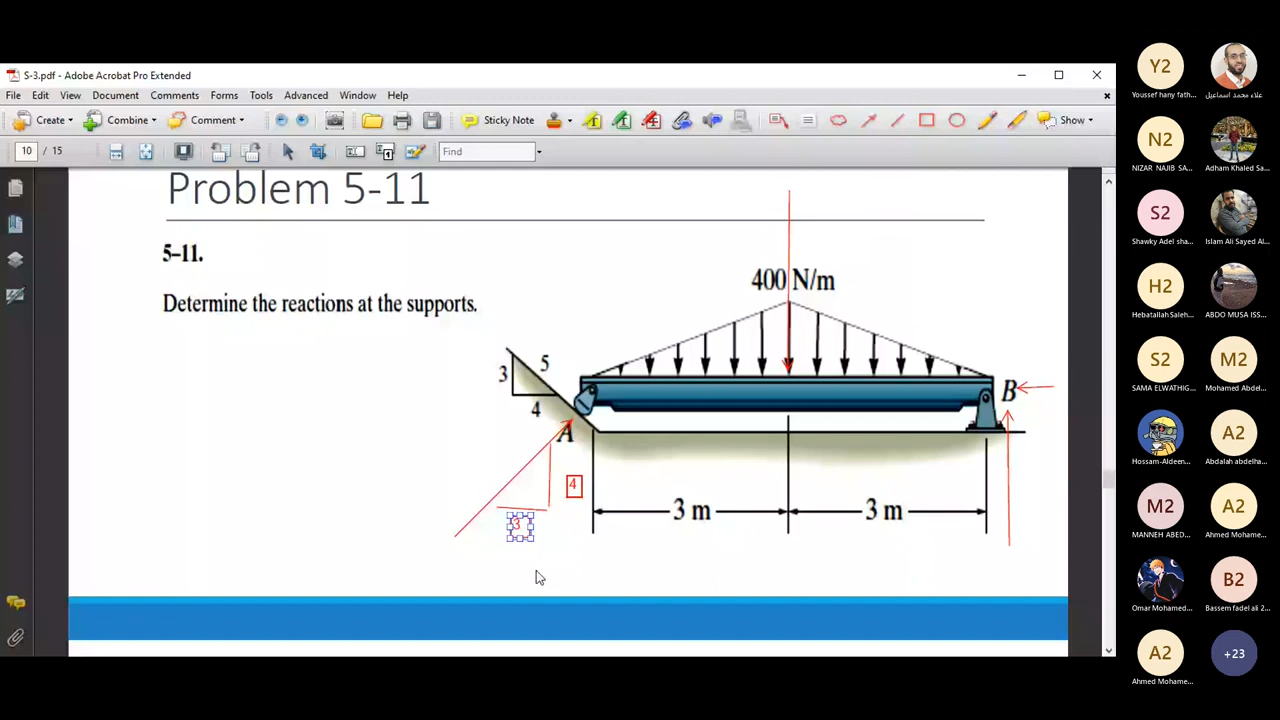 S-3.pdf - Adobe Acrobat Pro Extended
File Edit View Document Comments Forms Tools Advanced Window Help
Create Combine Comment Sticky Note Show
10 / 15 Find
Problem 5-11
5–11.
Determine the reactions at the supports.
400 N/m
5
3
4
A
B
4
3
3 m
3 m
Y2
Youssef hany fath...
علاء محمد اسماعيل
N2
NIZAR NAJIB SA...
Adham Khaled Sa...
S2
Shawky Adel sha...
Islam Ali Sayed Al...
H2
Hebatallah Saleh...
ABDO MUSA ISS...
S2
SAMA ELWATHIG...
M2
Mohamed Abdel...
Hossam-Aldeen...
A2
Abdalah abdelha...
M2
MANNEH ABED...
A2
Ahmed Mohame...
Omar Mohamed...
B2
Bassem fadel ali 2...
A2
Ahmed Mohame...
+23